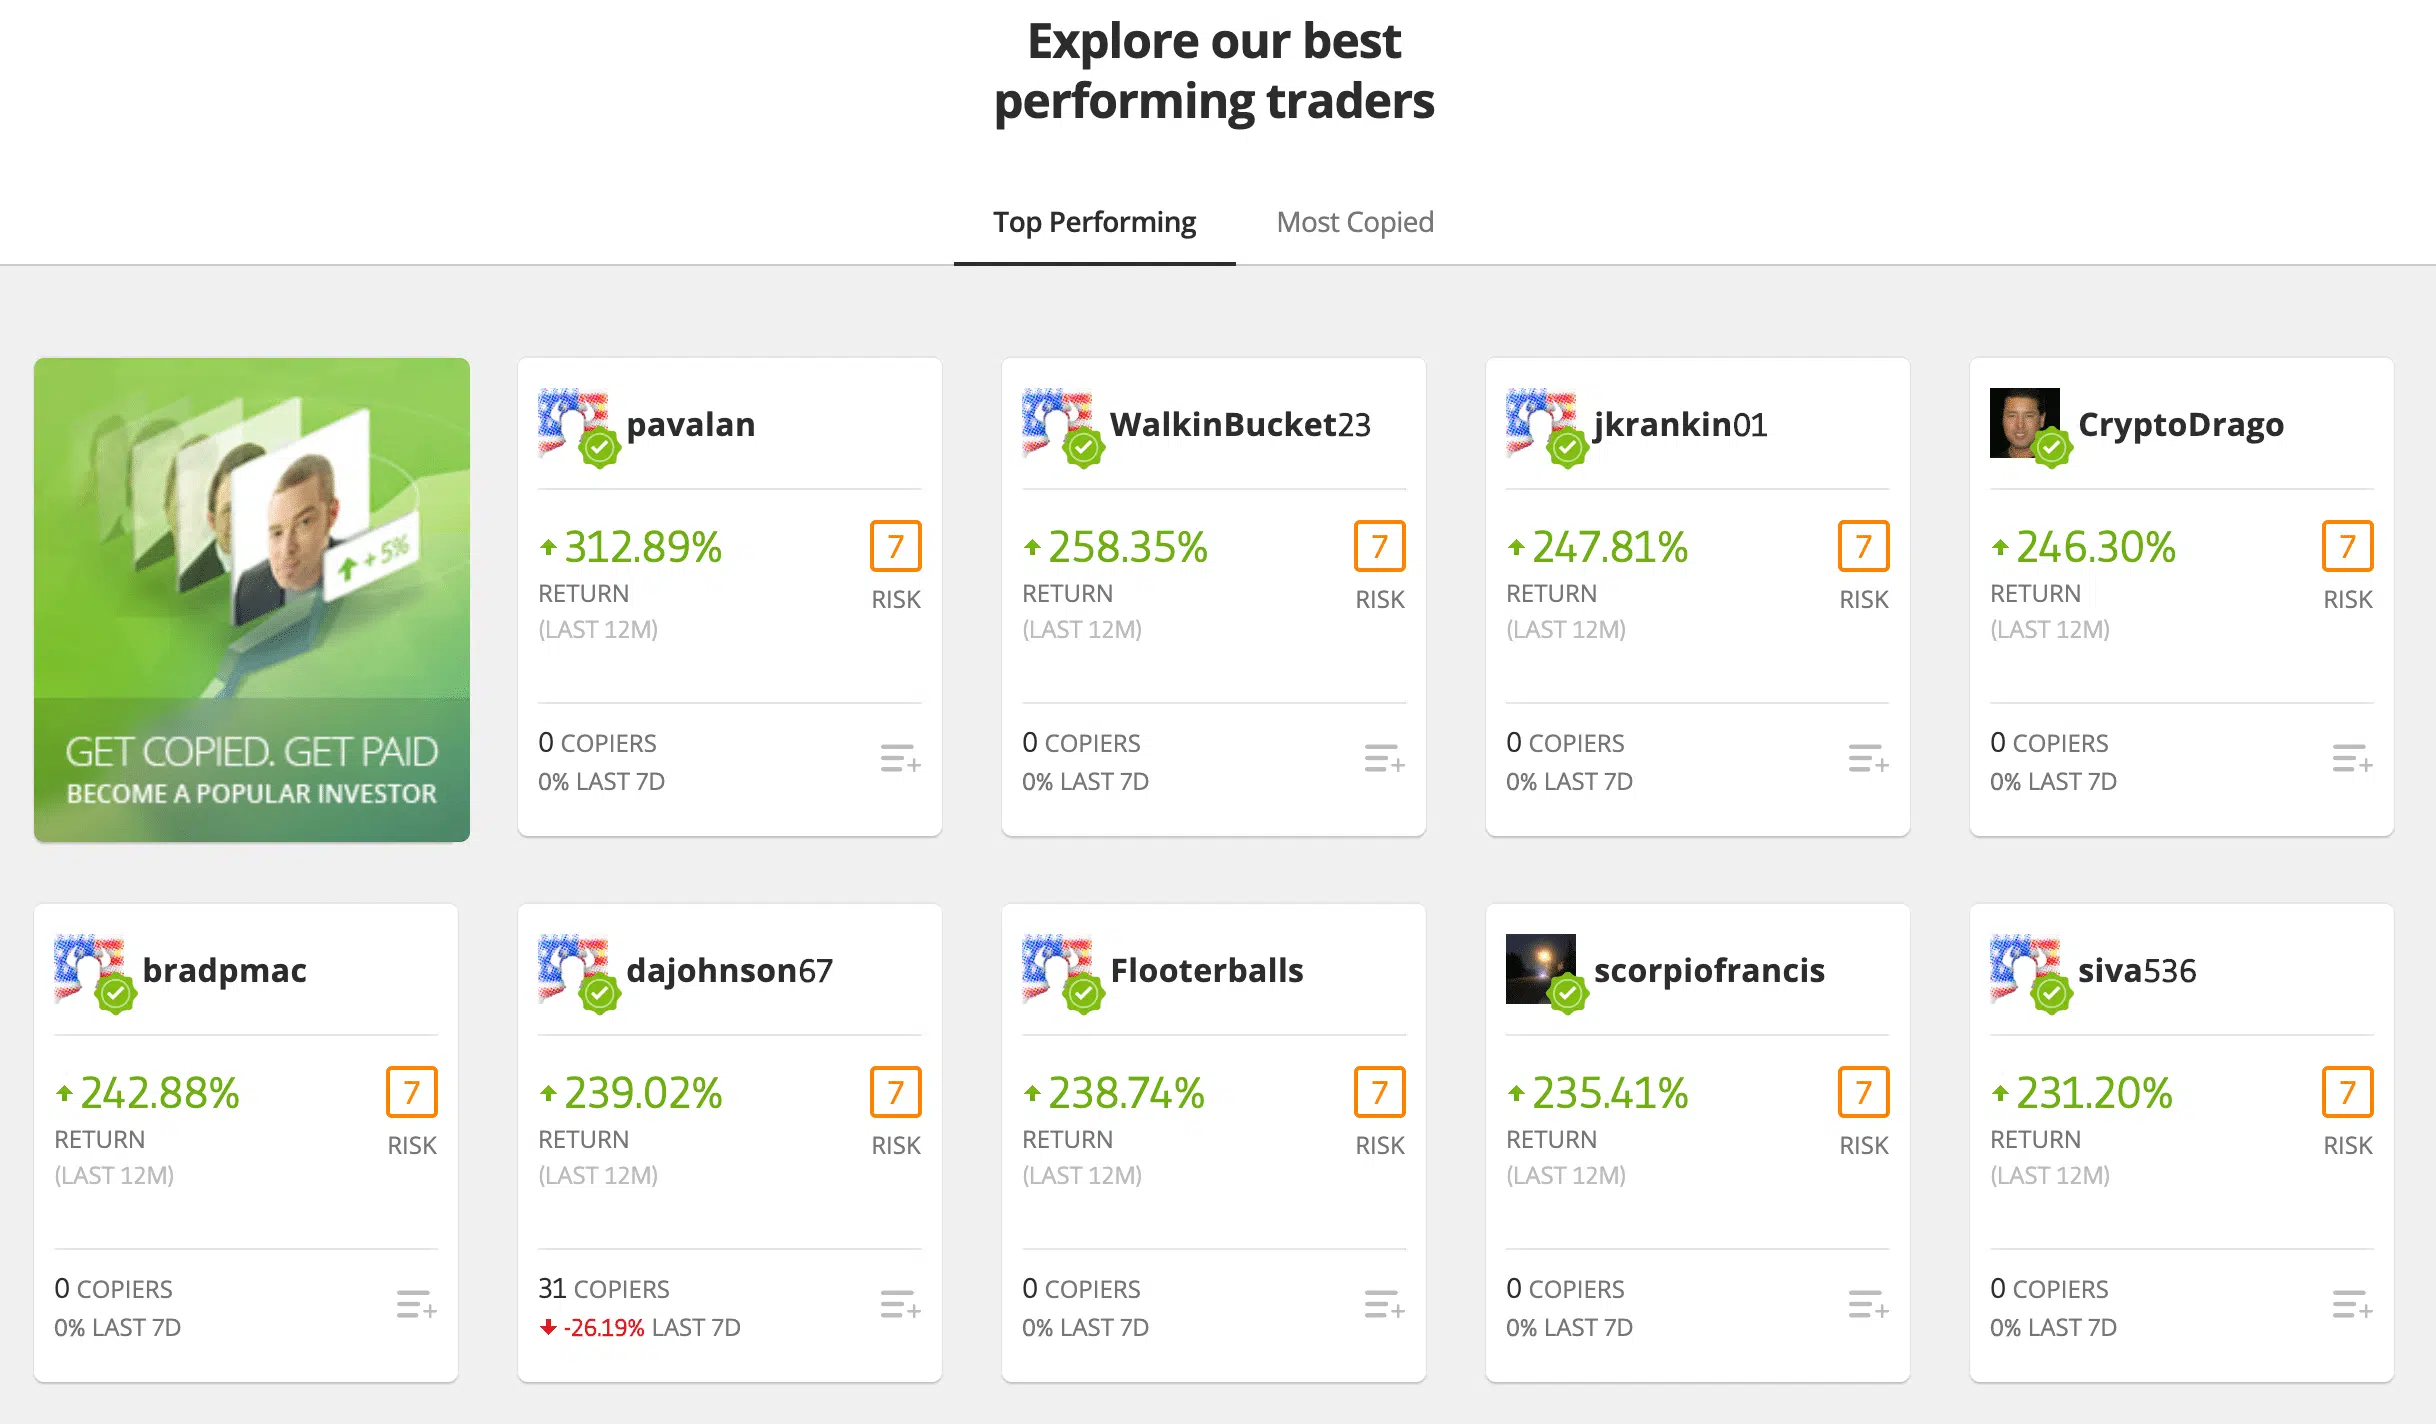 Explore our best
performing traders
Top Performing
Most Copied
+5%
GET COPIED. GET PAID
BECOME A POPULAR INVESTOR
pavalan
312.89%
7
RETURN
RISK
(LAST 12M)
0 COPIERS
0% LAST 7D
WalkinBucket23
258.35%
7
RETURN
RISK
(LAST 12M)
0 COPIERS
0% LAST 7D
jkrankin01
247.81%
7
RETURN
RISK
(LAST 12M)
0 COPIERS
0% LAST 7D
CryptoDrago
246.30%
7
RETURN
RISK
(LAST 12M)
0 COPIERS
0% LAST 7D
bradpmac
242.88%
7
RETURN
RISK
(LAST 12M)
0 COPIERS
0% LAST 7D
dajohnson67
239.02%
7
RETURN
RISK
(LAST 12M)
31 COPIERS
-26.19% LAST 7D
Flooterballs
238.74%
7
RETURN
RISK
(LAST 12M)
0 COPIERS
0% LAST 7D
scorpiofrancis
235.41%
7
RETURN
RISK
(LAST 12M)
0 COPIERS
0% LAST 7D
siva536
231.20%
7
RETURN
RISK
(LAST 12M)
0 COPIERS
0% LAST 7D